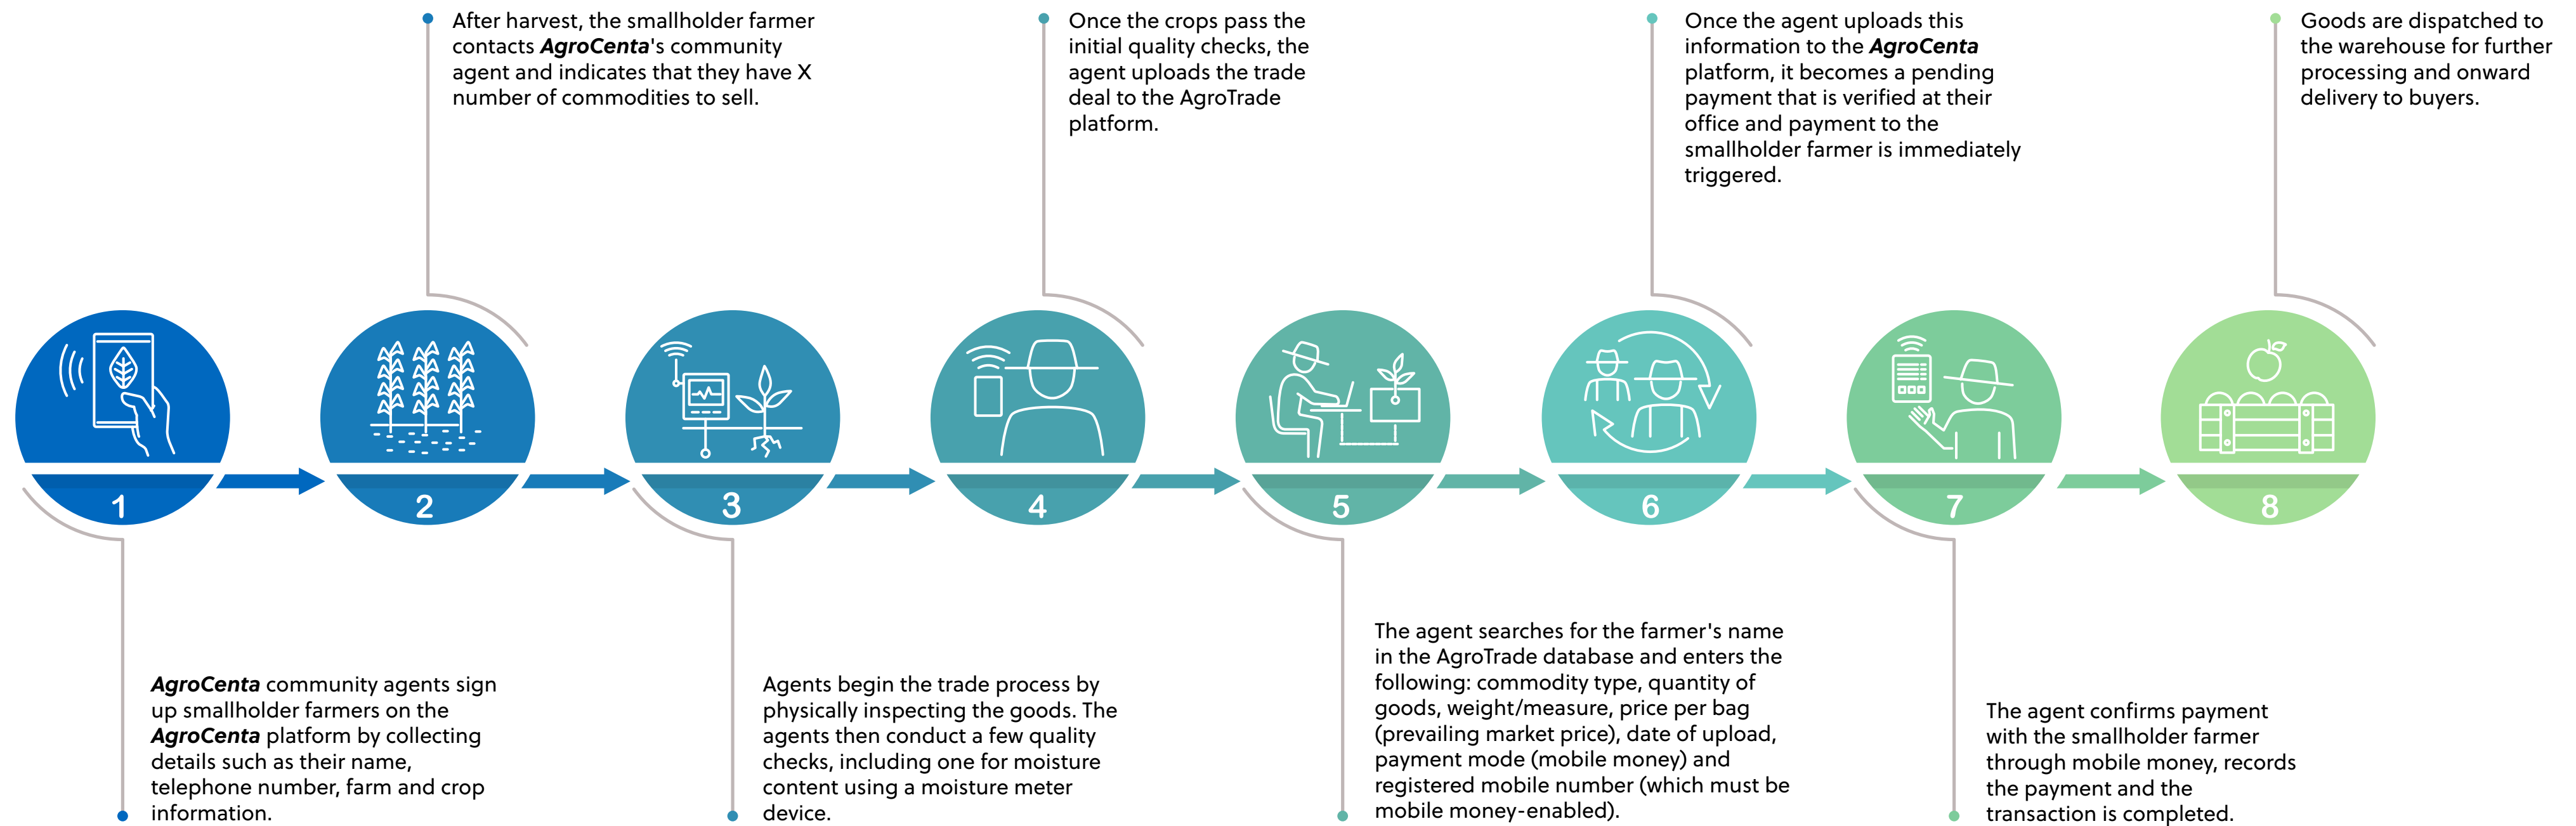 After harvest, the smallholder farmer
contacts AgroCenta's community
agent and indicates that they have X
number of commodities to sell.
Once the crops pass the
initial quality checks, the
agent uploads the trade
deal to the AgroTrade
platform.
Once the agent uploads this
information to the AgroCenta
platform, it becomes a pending
payment that is verified at their
office and payment to the
smallholder farmer is immediately
triggered.
Goods are dispatched to
the warehouse for further
processing and onward
delivery to buyers.
1
2
3
4
5
6
7
8
AgroCenta community agents sign
up smallholder farmers on the
AgroCenta platform by collecting
details such as their name,
telephone number, farm and crop
information.
Agents begin the trade process by
physically inspecting the goods. The
agents then conduct a few quality
checks, including one for moisture
content using a moisture meter
device.
The agent searches for the farmer's name
in the AgroTrade database and enters the
following: commodity type, quantity of
goods, weight/measure, price per bag
(prevailing market price), date of upload,
payment mode (mobile money) and
registered mobile number (which must be
mobile money-enabled).
The agent confirms payment
with the smallholder farmer
through mobile money, records
the payment and the
transaction is completed.